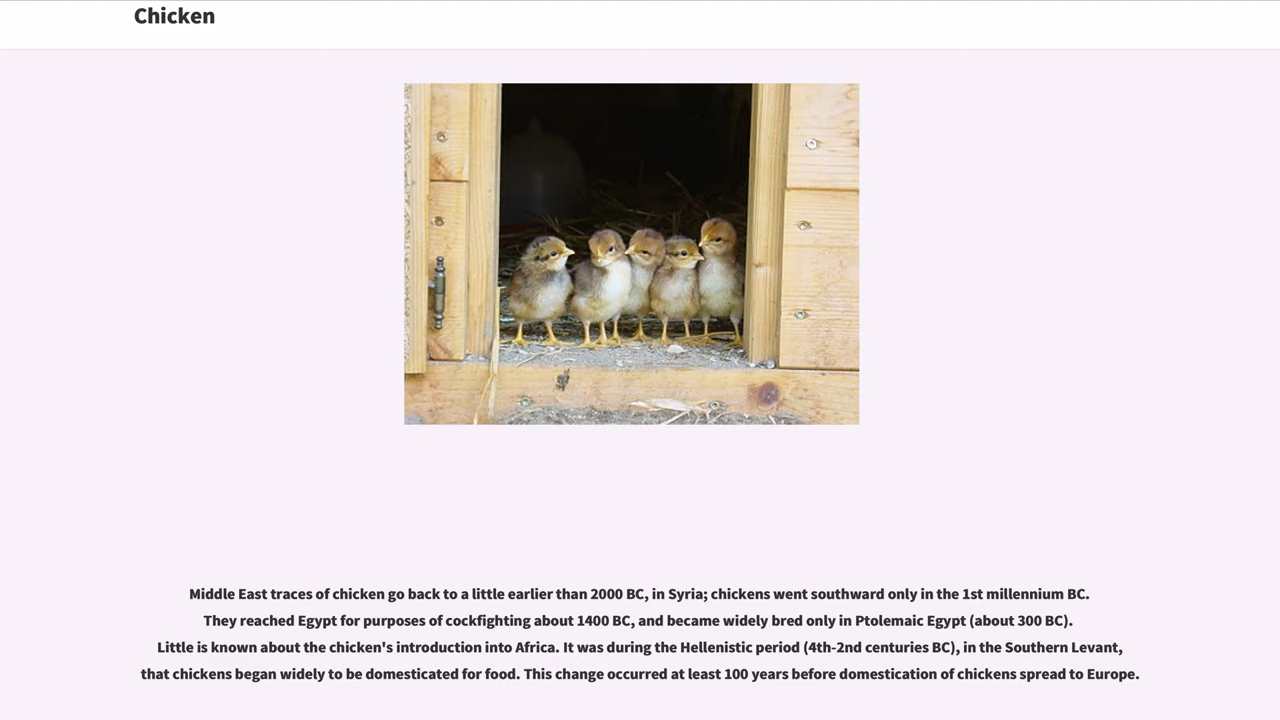 Chicken
Middle East traces of chicken go back to a little earlier than 2000 BC, in Syria; chickens went southward only in the 1st millennium BC.
They reached Egypt for purposes of cockfighting about 1400 BC, and became widely bred only in Ptolemaic Egypt (about 300 BC).
Little is known about the chicken's introduction into Africa. It was during the Hellenistic period (4th-2nd centuries BC), in the Southern Levant,
that chickens began widely to be domesticated for food. This change occurred at least 100 years before domestication of chickens spread to Europe.